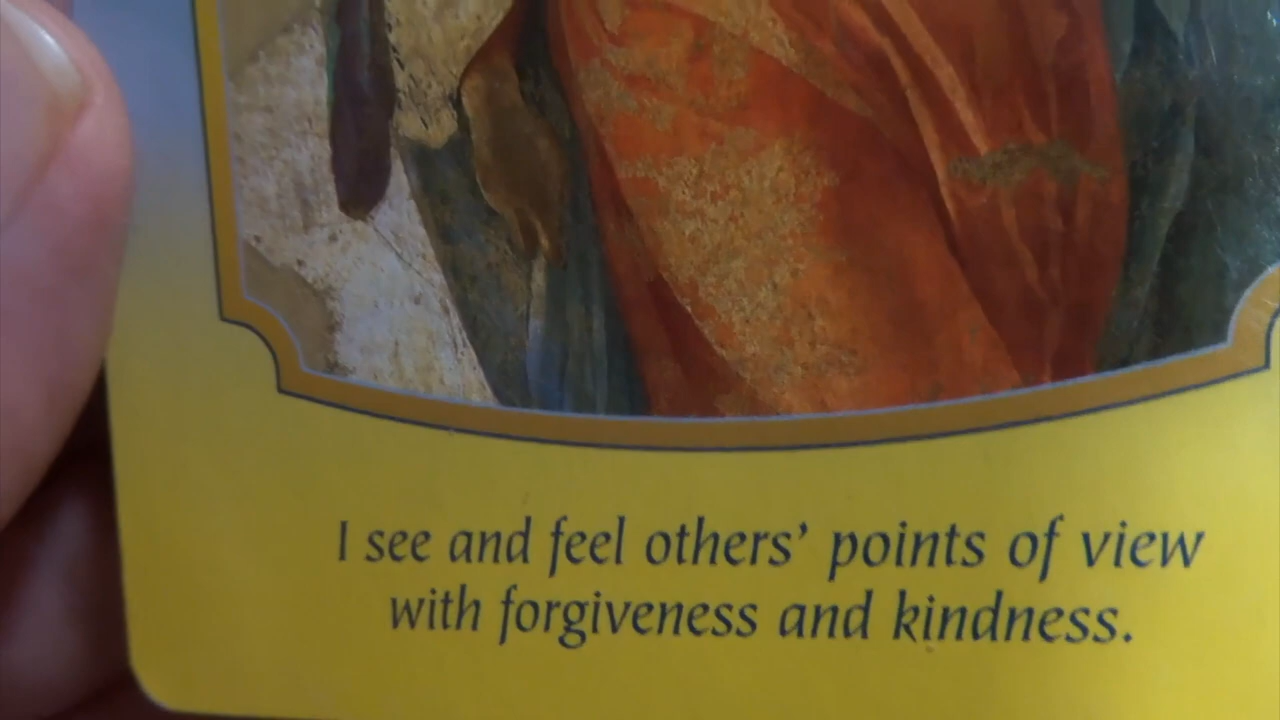 I see and feel others' points of view
with forgiveness and kindness.